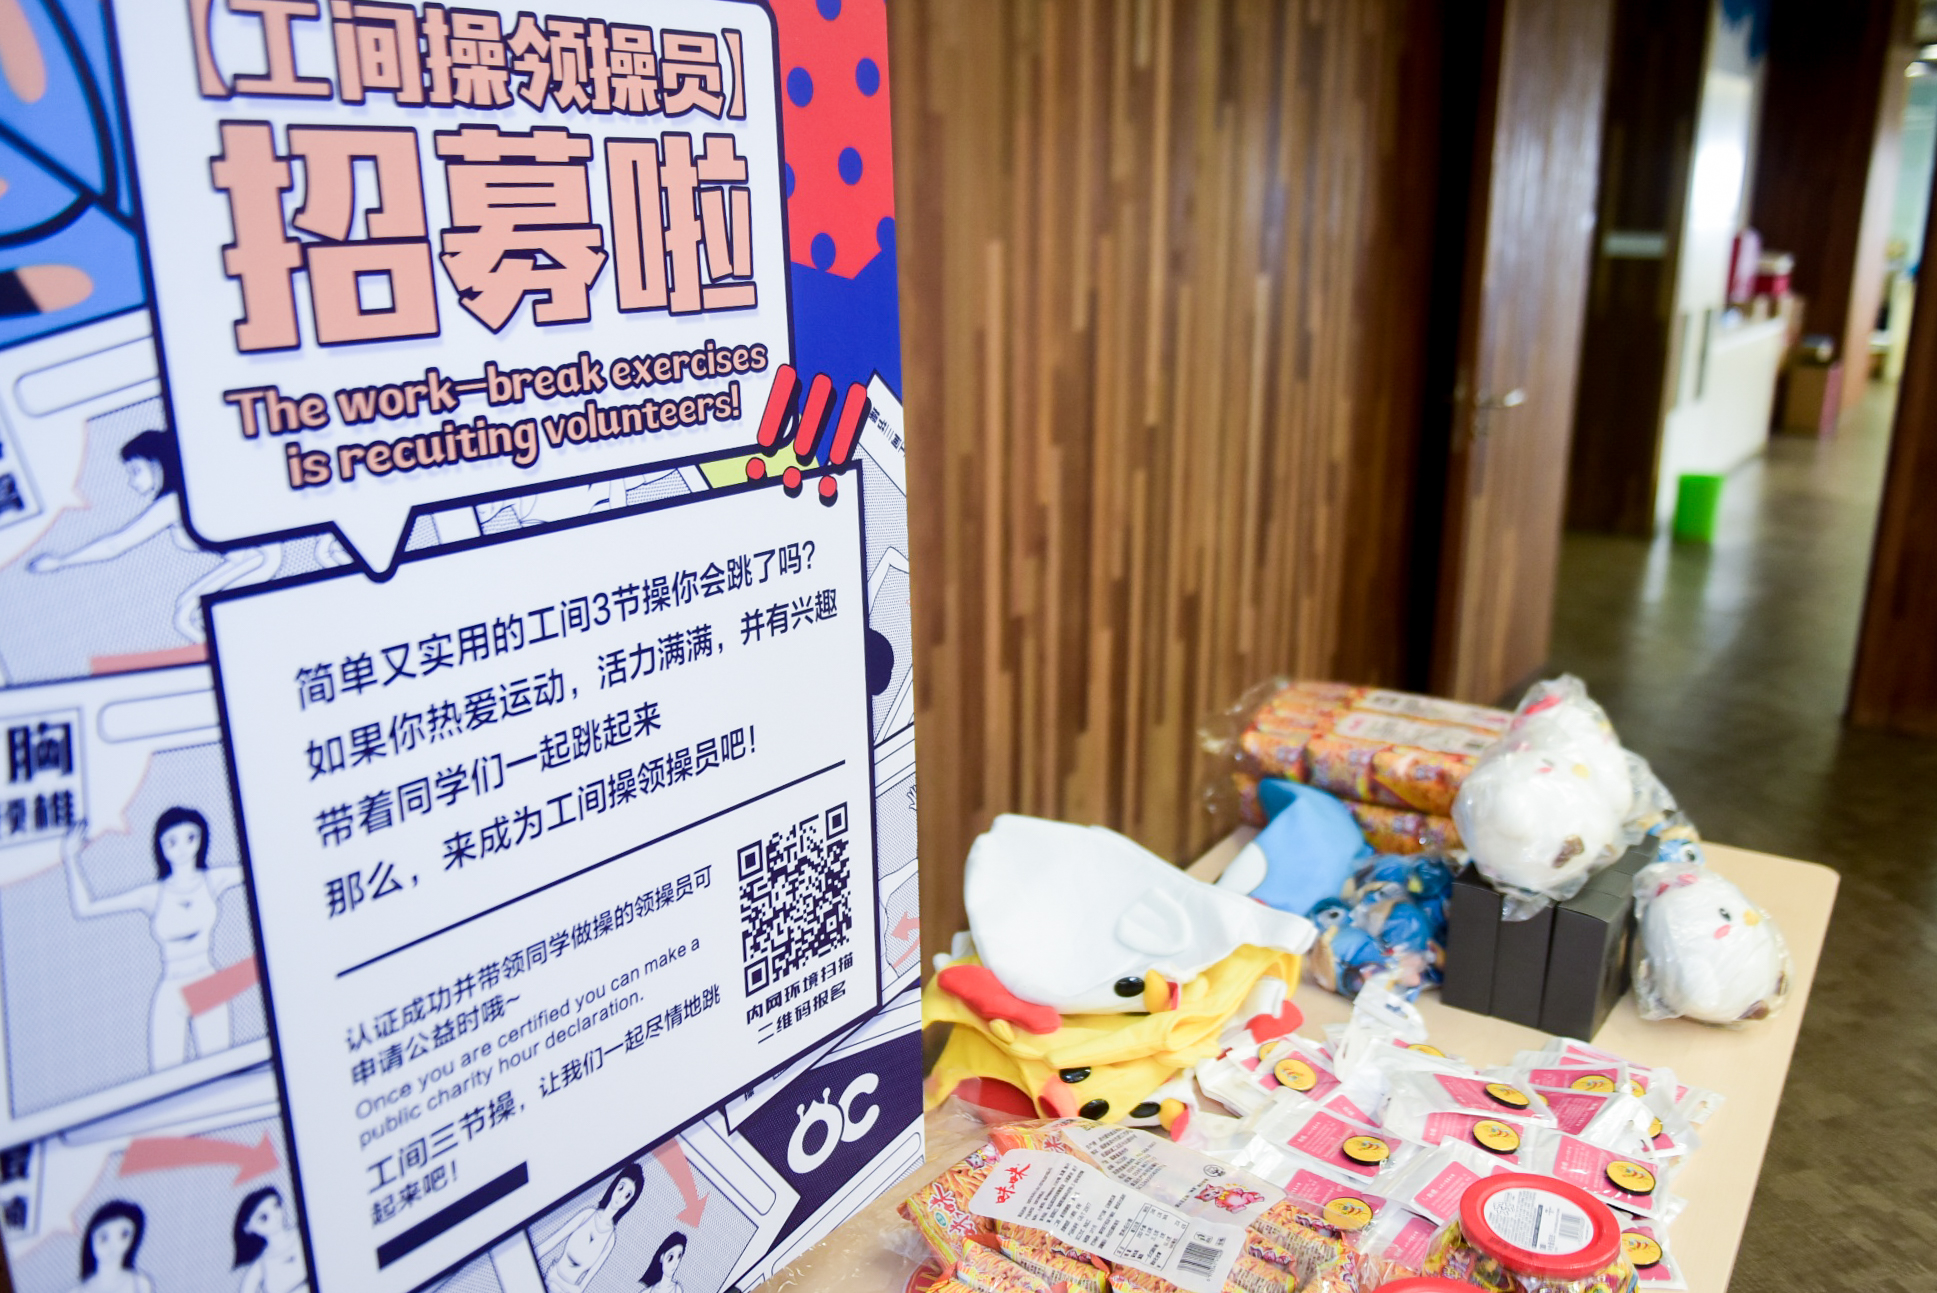 【工间操领操员】
招募啦
The work-break exercises
is recuiting volunteers!
简单又实用的工间3节操你会跳了吗？
如果你热爱运动，活力满满，并有兴趣
带着同学们一起跳起来
那么，来成为工间操领操员吧！
认证成功并带领同学做操的领操员可
申请公益时哦~
Once you are certified you can make a
public charity hour declaration.
工间三节操，让我们一起尽情地跳
起来吧！
内网环境扫描
二维码报名
胸
OC
咪咪